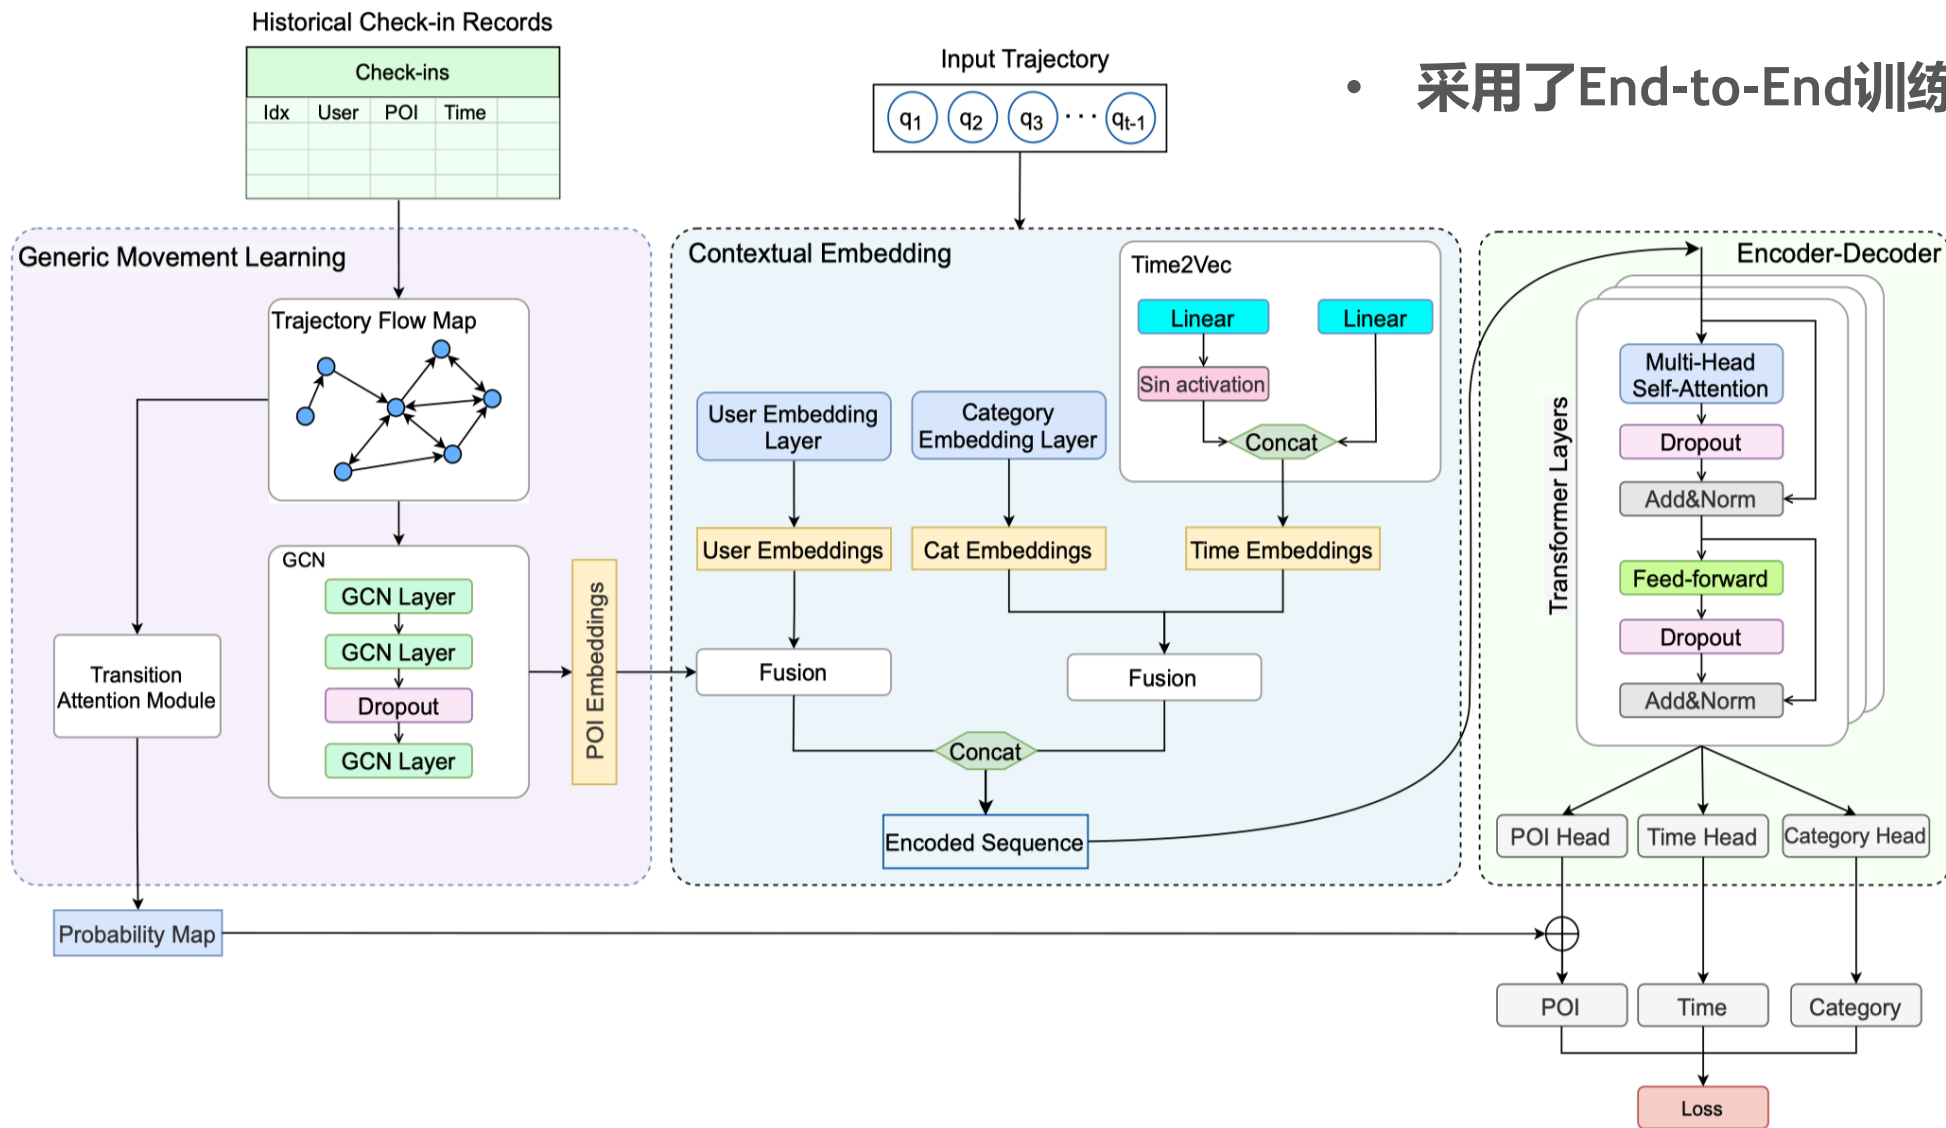 Historical Check-in Records
Check-ins
Idx User POI Time
Input Trajectory
q1 q2 q3 ··· qt-1
• 采用了End-to-End训练
Generic Movement Learning
Trajectory Flow Map
GCN
GCN Layer
GCN Layer
Dropout
GCN Layer
Transition
Attention Module
POI Embeddings
Probability Map
Contextual Embedding
Time2Vec
Linear
Linear
Sin activation
Concat
User Embedding
Layer
Category
Embedding Layer
User Embeddings
Cat Embeddings
Time Embeddings
Fusion
Fusion
Concat
Encoded Sequence
Encoder-Decoder
Transformer Layers
Multi-Head
Self-Attention
Dropout
Add&Norm
Feed-forward
Dropout
Add&Norm
POI Head
Time Head
Category Head
POI
Time
Category
Loss